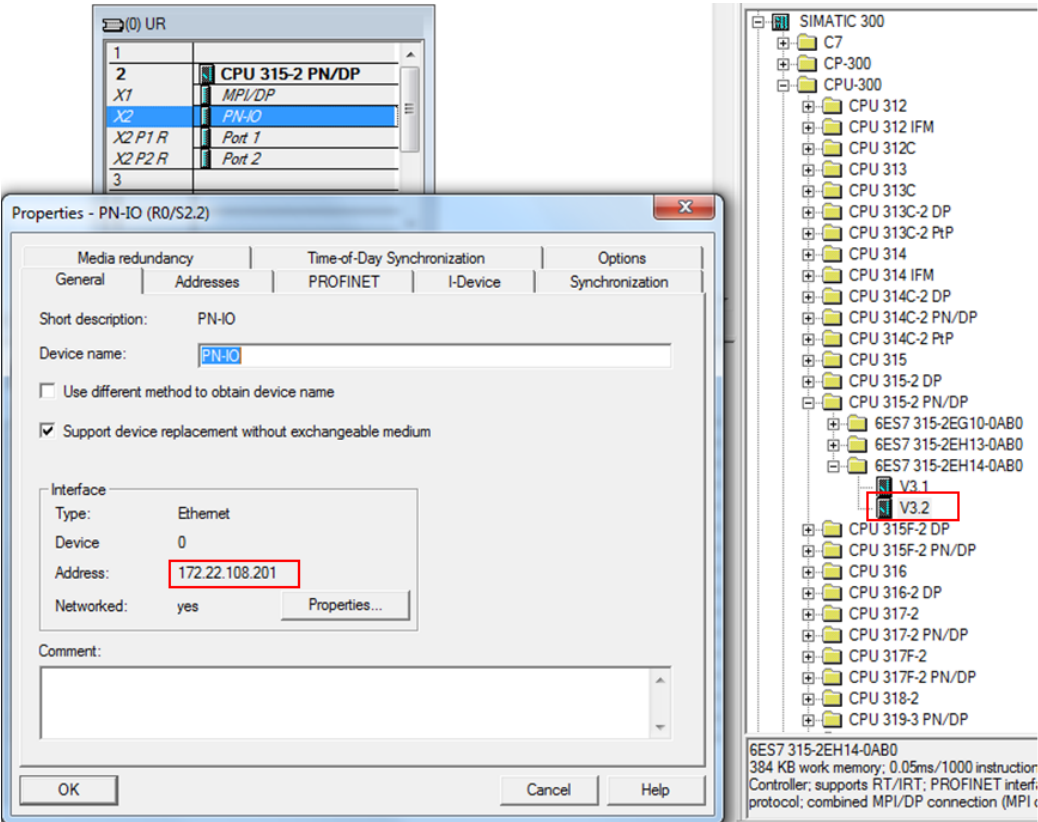 (0) UR
1
2 CPU 315-2 PN/DP
X1 MPI/DP
X2 PN-IO
X2 P1 R Port 1
X2 P2 R Port 2
3
Properties - PN-IO (R0/S2.2)
Media redundancy Time-of-Day Synchronization Options
General Addresses PROFINET I-Device Synchronization
Short description: PN-IO
Device name: PN-IO
Use different method to obtain device name
Support device replacement without exchangeable medium
Interface
Type: Ethernet
Device 0
Address: 172.22.108.201
Networked: yes Properties...
Comment:
OK Cancel Help
SIMATIC 300
C7
CP-300
CPU-300
CPU 312
CPU 312 IFM
CPU 312C
CPU 313
CPU 313C
CPU 313C-2 DP
CPU 313C-2 PtP
CPU 314
CPU 314 IFM
CPU 314C-2 DP
CPU 314C-2 PN/DP
CPU 314C-2 PtP
CPU 315
CPU 315-2 DP
CPU 315-2 PN/DP
6ES7 315-2EG10-0AB0
6ES7 315-2EH13-0AB0
6ES7 315-2EH14-0AB0
V3.1
V3.2
CPU 315F-2 DP
CPU 315F-2 PN/DP
CPU 316
CPU 316-2 DP
CPU 317-2
CPU 317-2 PN/DP
CPU 317F-2
CPU 317F-2 PN/DP
CPU 318-2
CPU 319-3 PN/DP
6ES7 315-2EH14-0AB0
384 KB work memory; 0.05ms/1000 instruction
Controller; supports RT/IRT; PROFINET interfa
protocol; combined MPI/DP connection (MPI